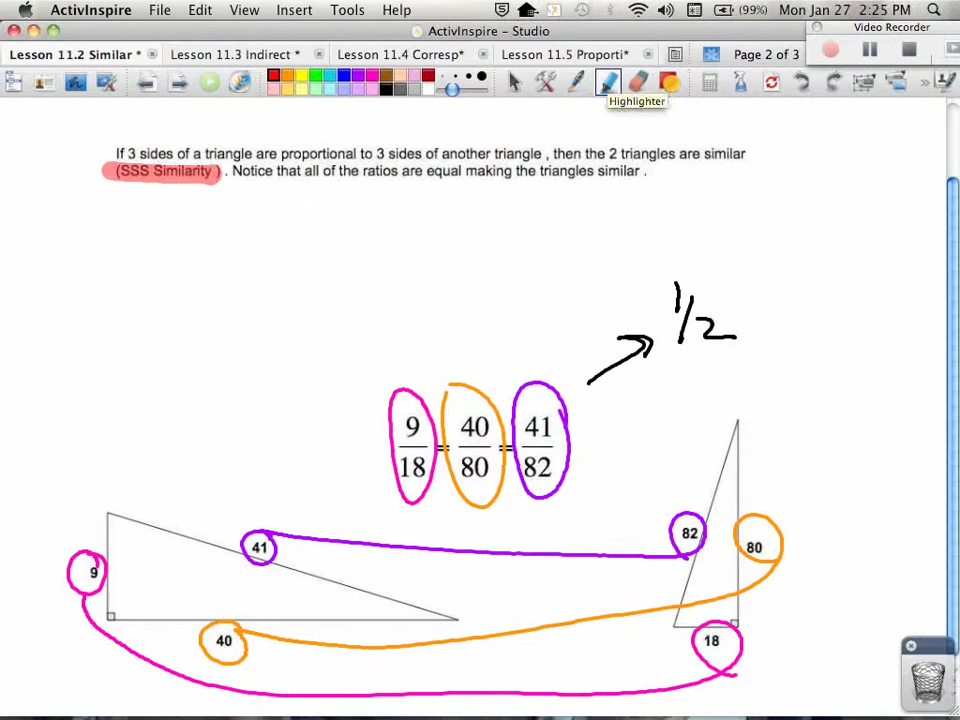 ActivInspire File Edit View Insert Tools Help (99%) Mon Jan 27 2:25 PM
ActivInspire - Studio
Video Recorder
Lesson 11.2 Similar * Lesson 11.3 Indirect * Lesson 11.4 Corresp* Lesson 11.5 Proporti* Page 2 of 3
Highlighter
If 3 sides of a triangle are proportional to 3 sides of another triangle , then the 2 triangles are similar
(SSS Similarity ) . Notice that all of the ratios are equal making the triangles similar .
1/2
9/18 = 40/80 = 41/82
41
82
80
9
40
18